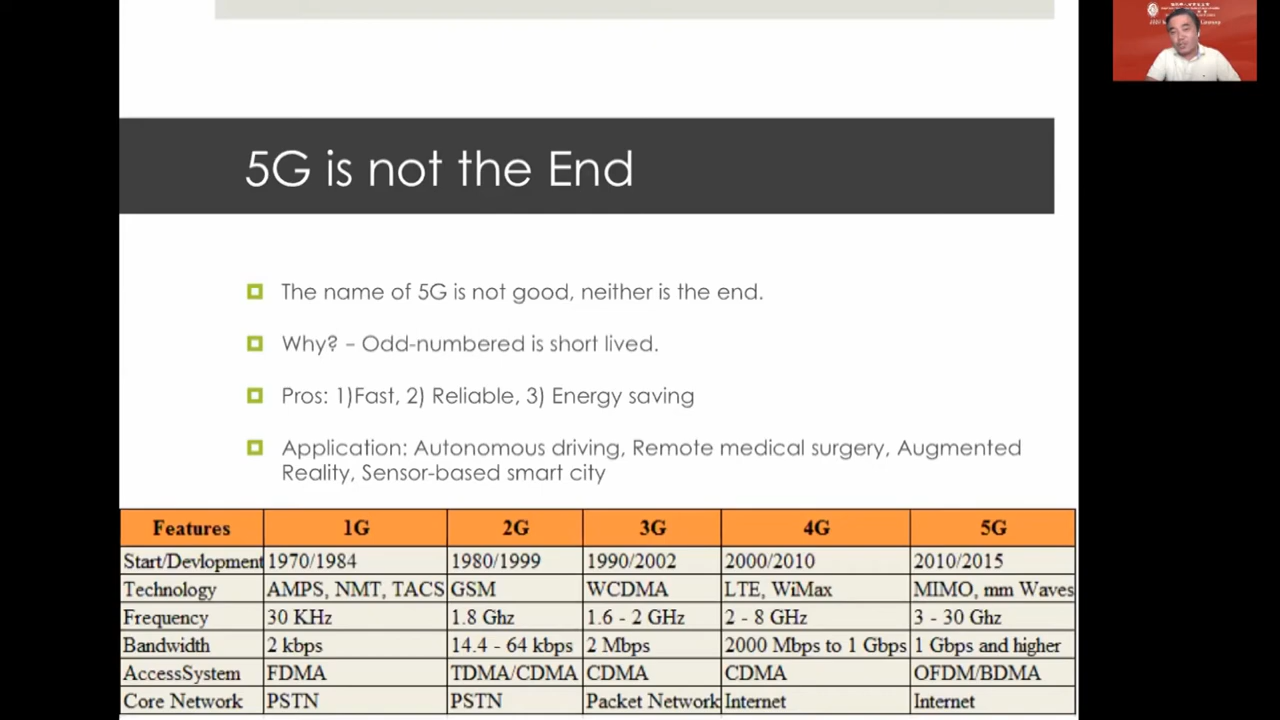 5G is not the End
The name of 5G is not good, neither is the end.
Why? – Odd-numbered is short lived.
Pros: 1)Fast, 2) Reliable, 3) Energy saving
Application: Autonomous driving, Remote medical surgery, Augmented
Reality, Sensor-based smart city
Features 1G 2G 3G 4G 5G
Start/Devlopment 1970/1984 1980/1999 1990/2002 2000/2010 2010/2015
Technology AMPS, NMT, TACS GSM WCDMA LTE, WiMax MIMO, mm Waves
Frequency 30 KHz 1.8 Ghz 1.6 - 2 GHz 2 - 8 GHz 3 - 30 Ghz
Bandwidth 2 kbps 14.4 - 64 kbps 2 Mbps 2000 Mbps to 1 Gbps 1 Gbps and higher
AccessSystem FDMA TDMA/CDMA CDMA CDMA OFDM/BDMA
Core Network PSTN PSTN Packet Network Internet Internet